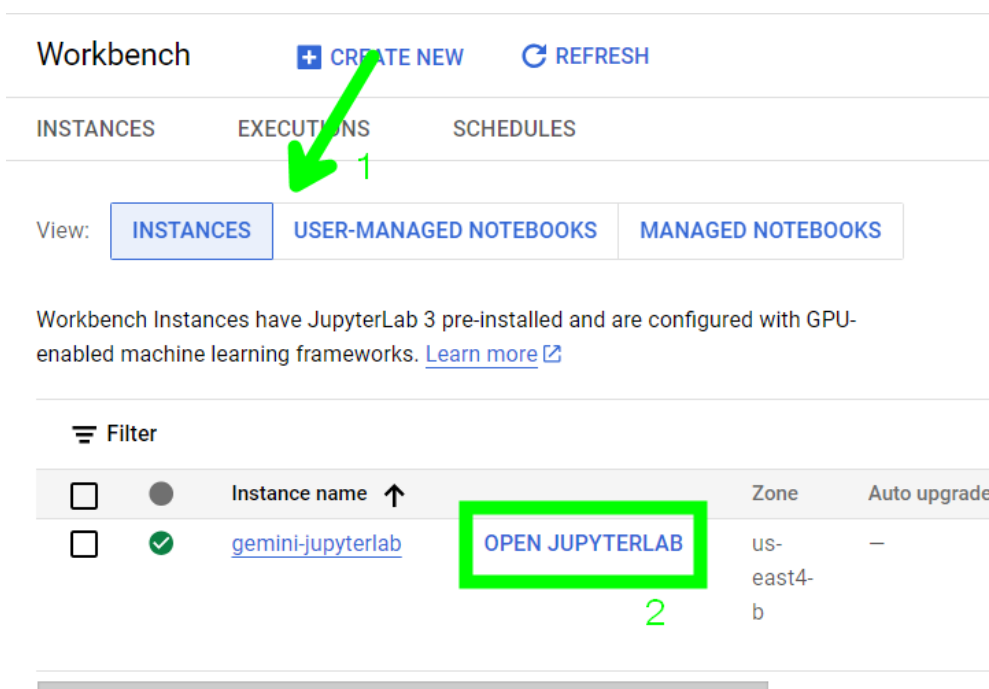 Workbench CREATE NEW REFRESH
INSTANCES EXECUTIONS SCHEDULES
1
View: INSTANCES USER-MANAGED NOTEBOOKS MANAGED NOTEBOOKS
Workbench Instances have JupyterLab 3 pre-installed and are configured with GPU-
enabled machine learning frameworks. Learn more
Filter
Instance name Zone Auto upgrade
gemini-jupyterlab OPEN JUPYTERLAB us- —
east4-
b
2